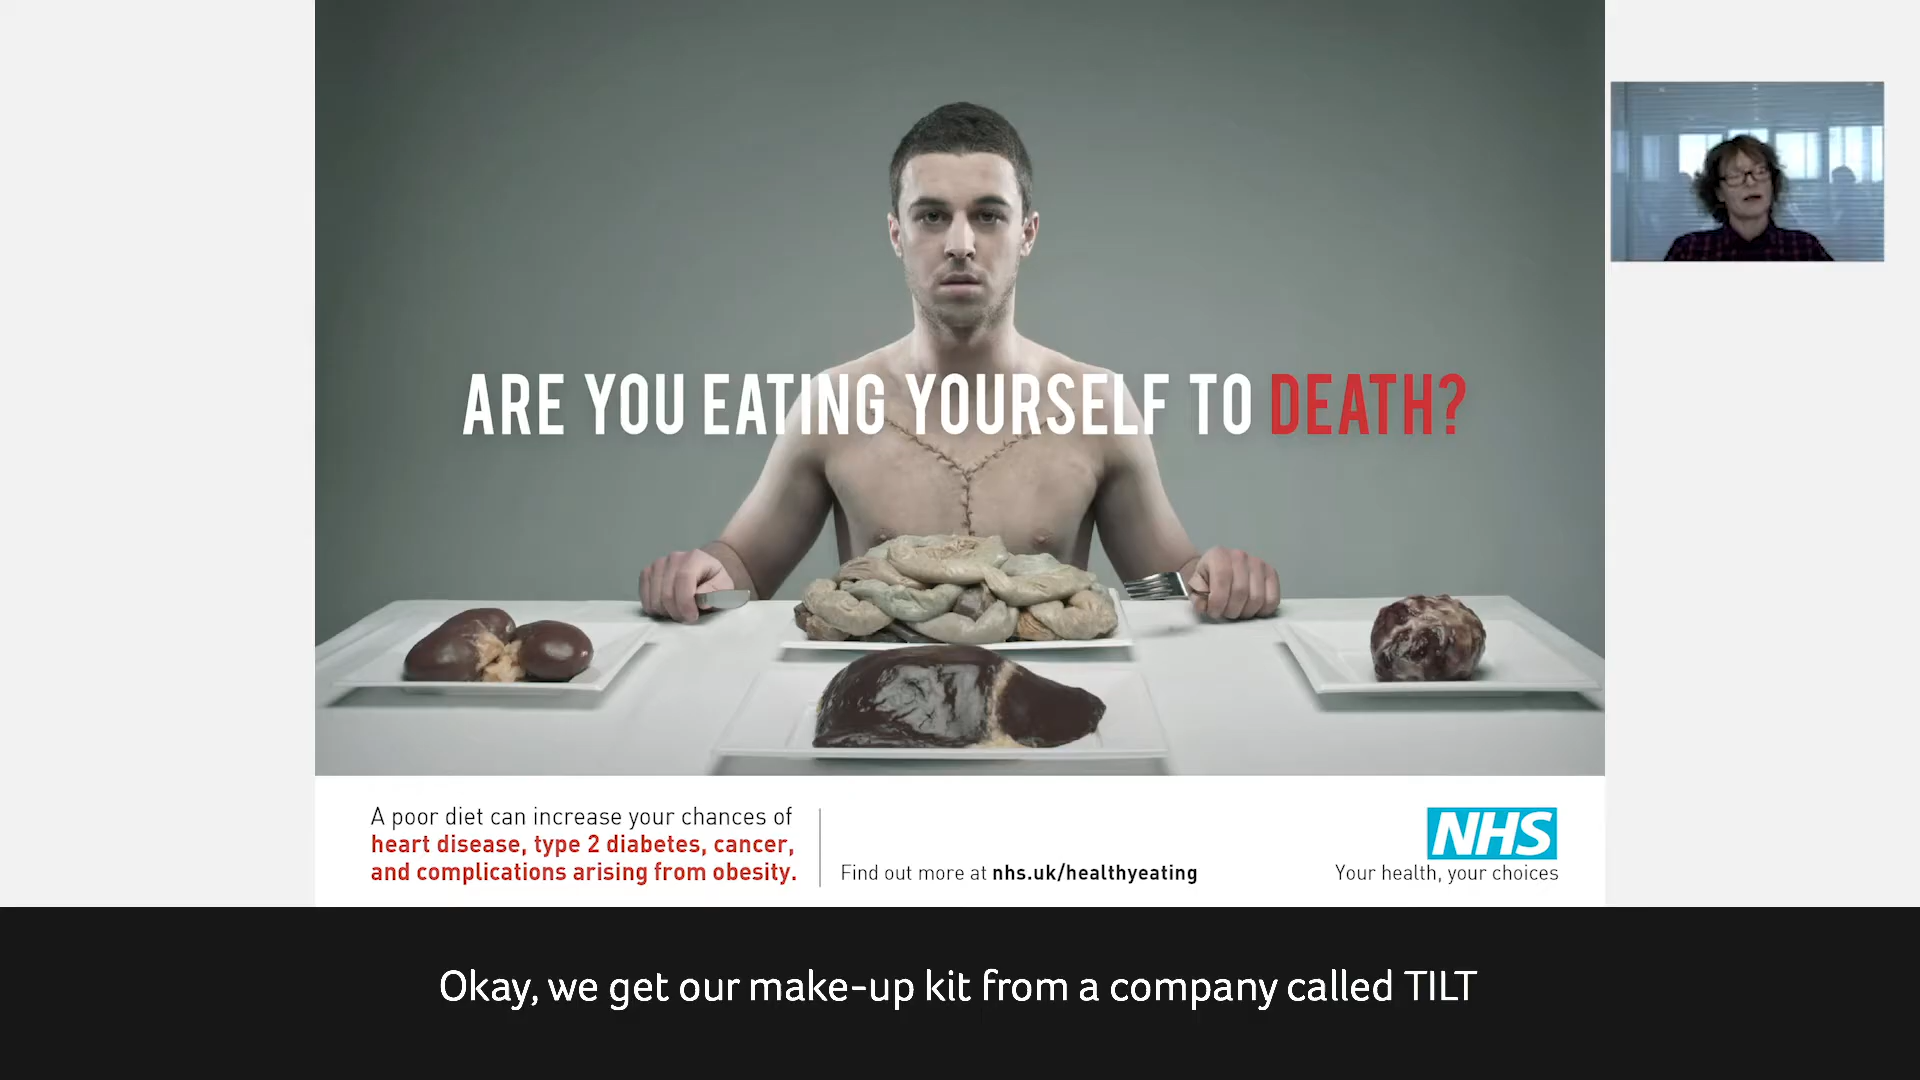 ARE YOU EATING YOURSELF TO DEATH?
A poor diet can increase your chances of
heart disease, type 2 diabetes, cancer,
and complications arising from obesity.
Find out more at nhs.uk/healthyeating
NHS
Your health, your choices
Okay, we get our make-up kit from a company called TILT